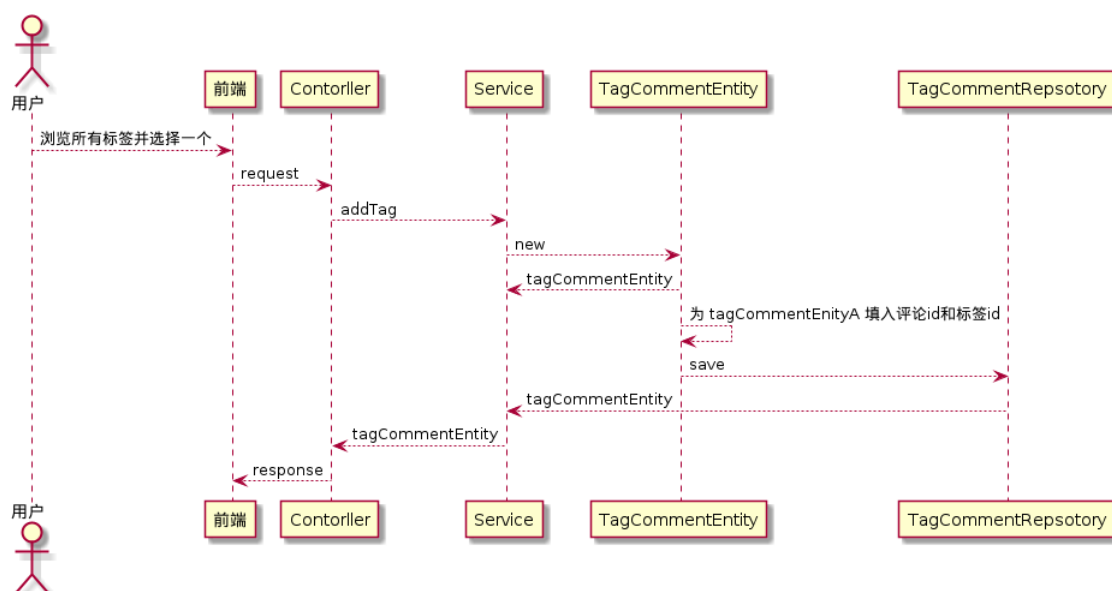 用户
前端 Contorller Service TagCommentEntity TagCommentRepsotory
浏览所有标签并选择一个
request
addTag
new
tagCommentEntity
为 tagCommentEnityA 填入评论id和标签id
save
tagCommentEntity
tagCommentEntity
response
用户
前端 Contorller Service TagCommentEntity TagCommentRepsotory